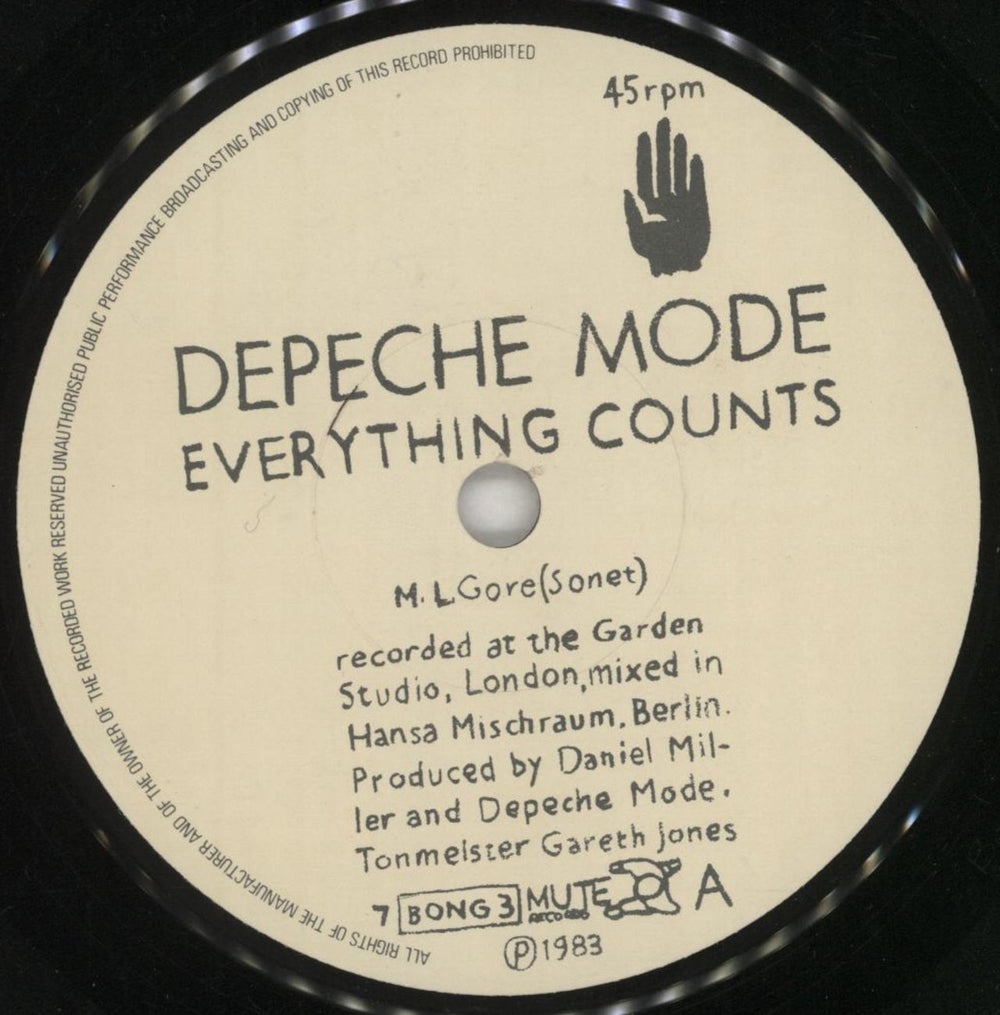 ALL RIGHTS OF THE MANUFACTURER AND OF THE OWNER OF THE RECORDED WORK RESERVED UNAUTHORISED PUBLIC PERFORMANCE BROADCASTING AND COPYING OF THIS RECORD PROHIBITED
45rpm
DEPECHE MODE
EVERYTHING COUNTS
M. L Gore (Sonet)
recorded at the Garden
Studio, London, mixed in
Hansa Mischraum, Berlin.
Produced by Daniel Mil-
ler and Depeche Mode.
Tonmeister Gareth Jones
7 BONG 3 MUTE RECORDS A
Ⓟ1983